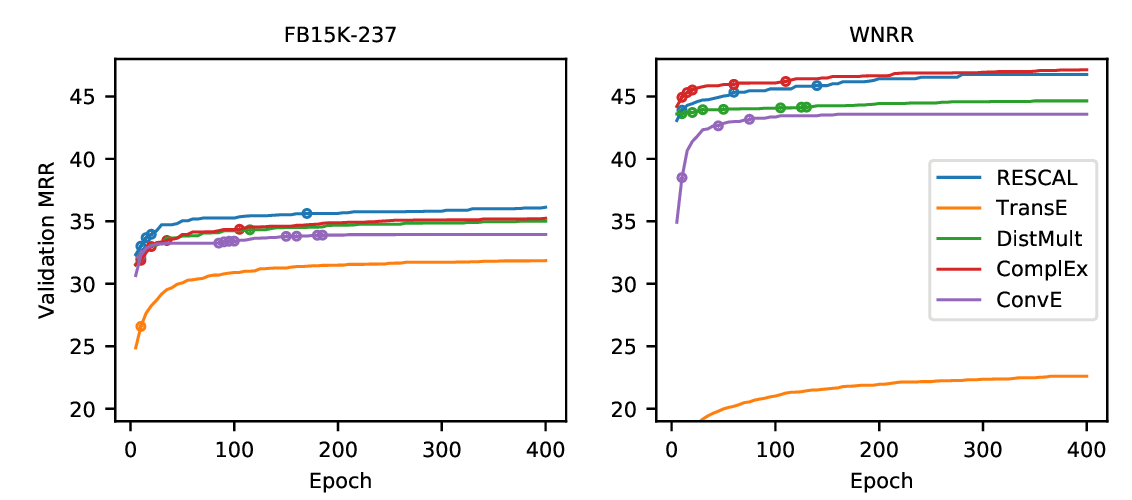 FB15K-237
Validation MRR
45
40
35
30
25
20
0 100 200 300 400
Epoch
WNRR
45
40
35
30
25
20
0 100 200 300 400
Epoch
RESCAL
TransE
DistMult
ComplEx
ConvE